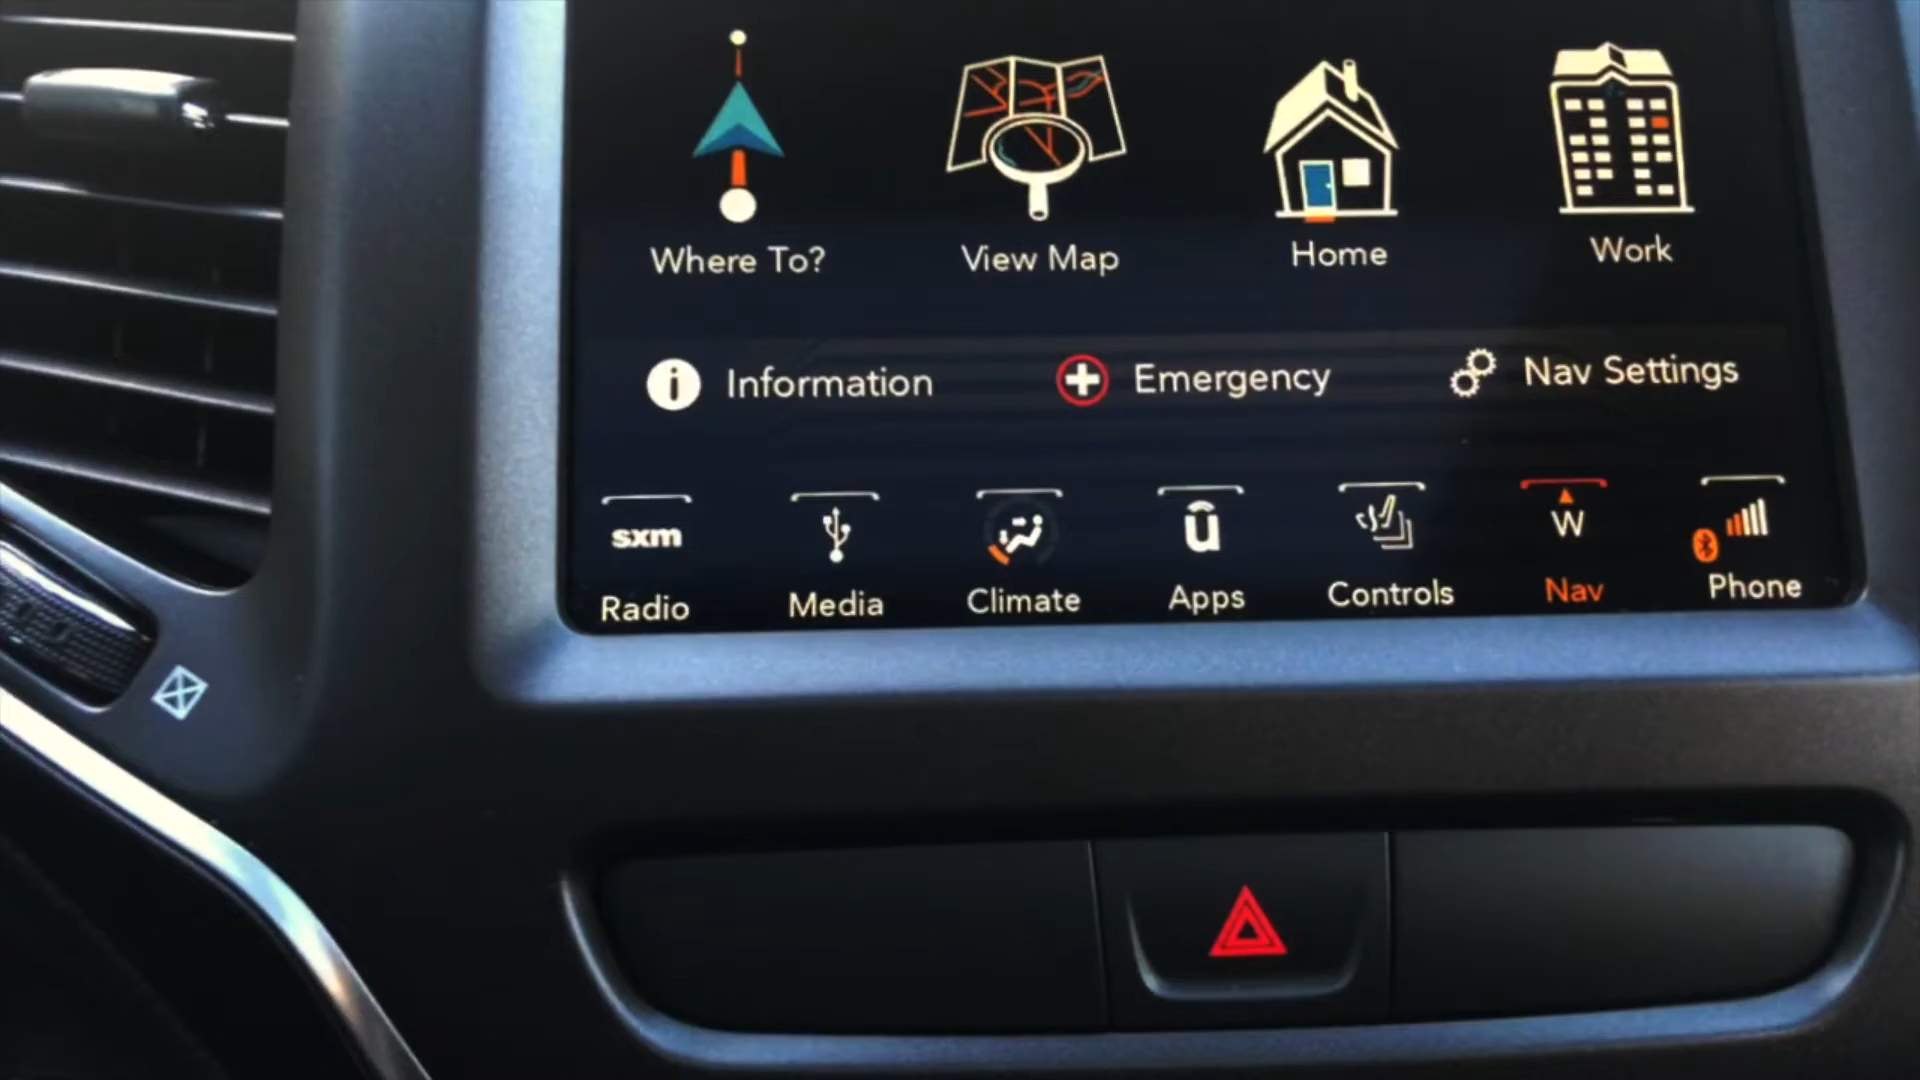 Where To? View Map Home Work
Information Emergency Nav Settings
sxm ū W
Radio Media Climate Apps Controls Nav Phone